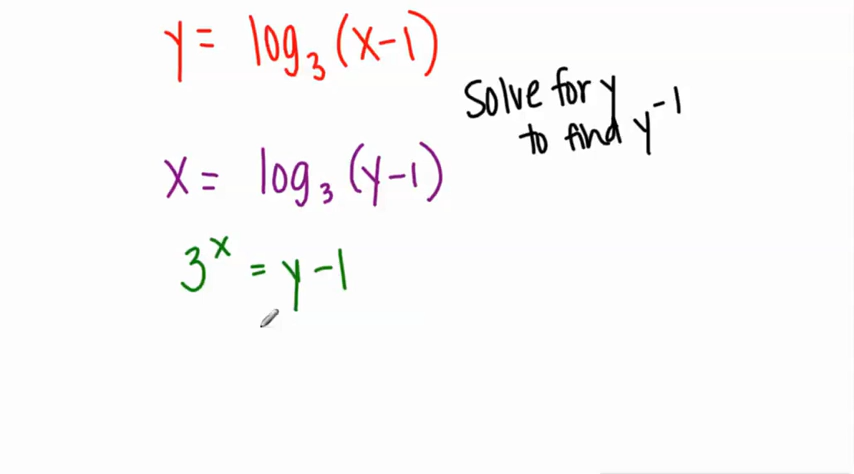 y = log₃(x-1)
Solve for y
to find y⁻¹
x = log₃(y-1)
3ˣ = y-1